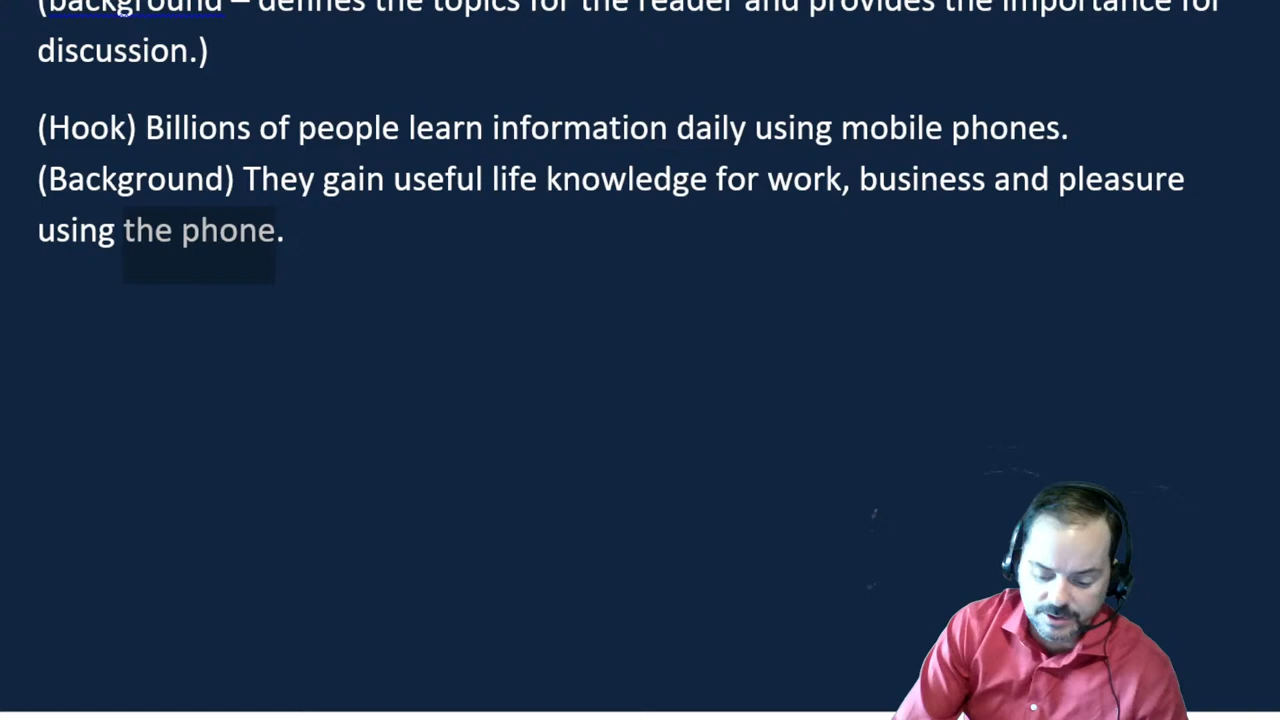 (background – defines the topics for the reader and provides the importance for
discussion.)
(Hook) Billions of people learn information daily using mobile phones.
(Background) They gain useful life knowledge for work, business and pleasure
using the phone.